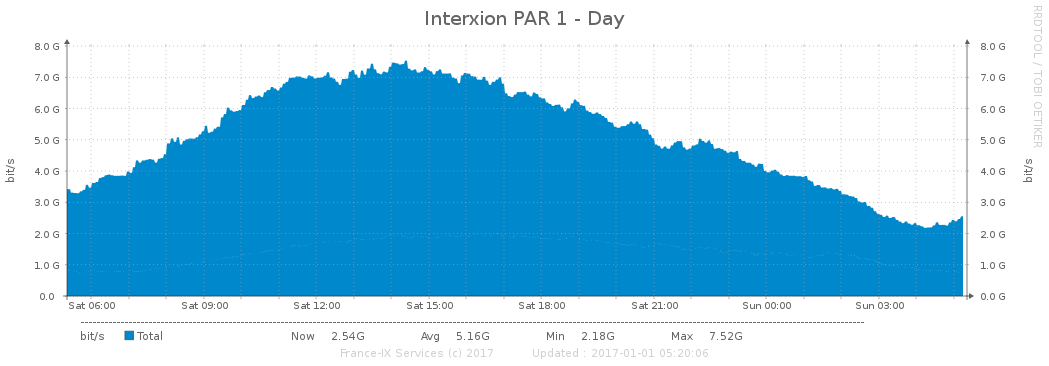 Interxion PAR 1 - Day
RRDTOOL / TOBI OETIKER
bit/s
8.0 G 8.0 G
7.0 G 7.0 G
6.0 G 6.0 G
5.0 G 5.0 G
4.0 G 4.0 G
3.0 G 3.0 G
2.0 G 2.0 G
1.0 G 1.0 G
0.0 0.0 G
bit/s
Sat 06:00 Sat 09:00 Sat 12:00 Sat 15:00 Sat 18:00 Sat 21:00 Sun 00:00 Sun 03:00
bit/s Total Now 2.54G Avg 5.16G Min 2.18G Max 7.52G
France-IX Services (c) 2017 Updated : 2017-01-01 05:20:06